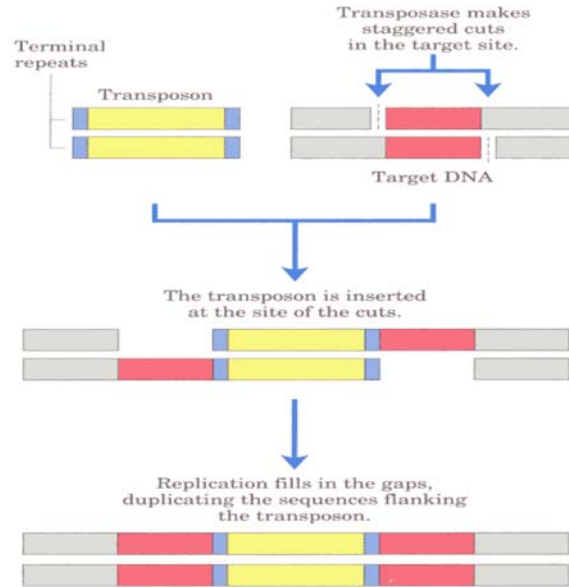 Transposase makes
staggered cuts
in the target site.
Terminal
repeats
Transposon
Target DNA
The transposon is inserted
at the site of the cuts.
Replication fills in the gaps,
duplicating the sequences flanking
the transposon.